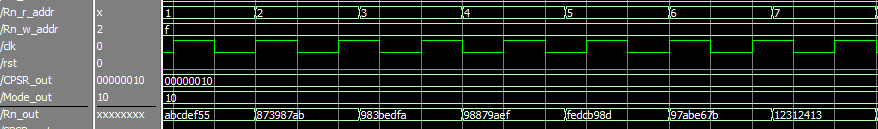 /Rn_r_addr x 1 2 3 4 5 6 7
/Rn_w_addr 2 f
/clk 0
/rst 0
/CPSR_out 00000010 00000010
/Mode_out 10 10
/Rn_out xxxxxxxx abcdef55 873987ab 983bedfa 98879aef fedcb98d 97abe67b 12312413